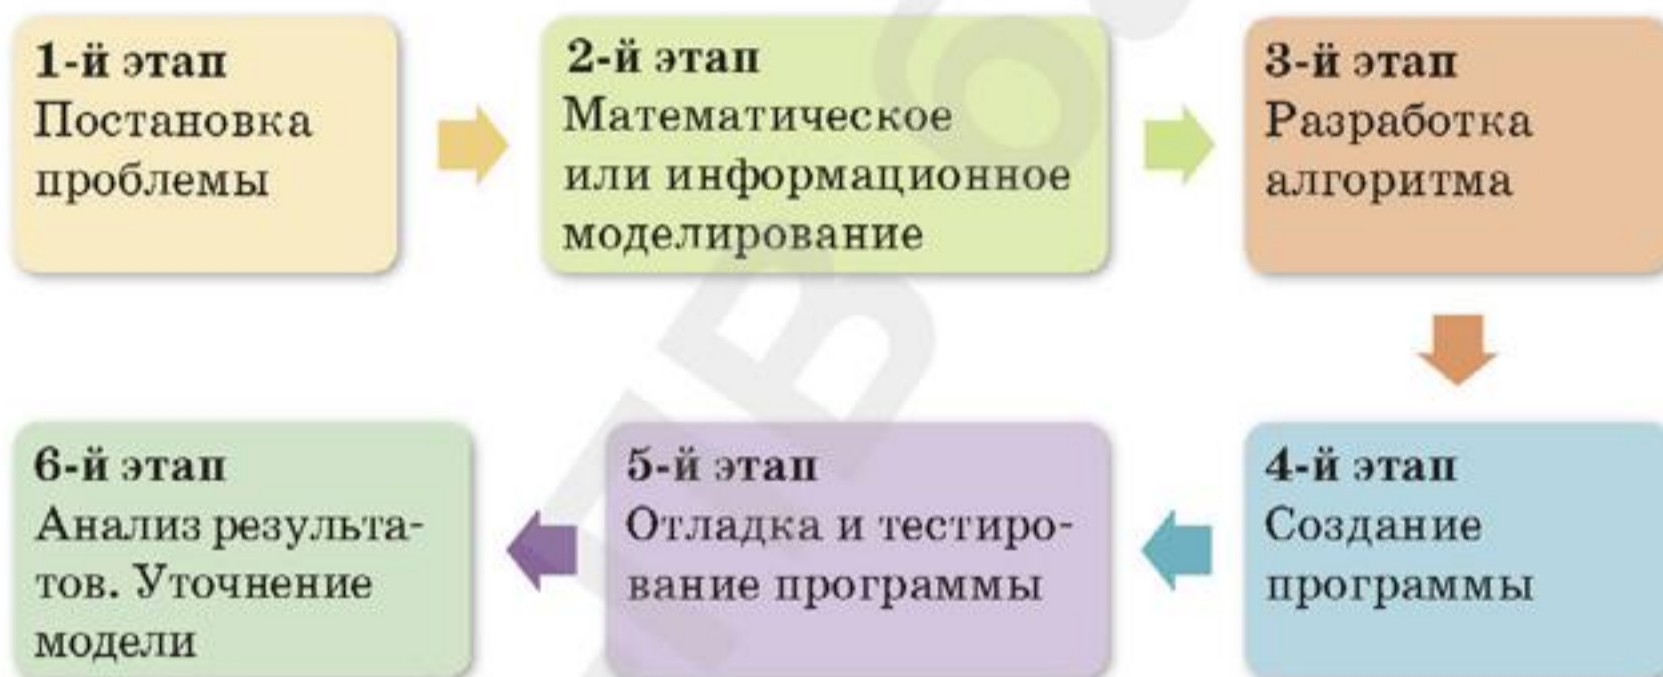 1-й этап
Постановка
проблемы
2-й этап
Математическое
или информационное
моделирование
3-й этап
Разработка
алгоритма
4-й этап
Создание
программы
5-й этап
Отладка и тестиро-
вание программы
6-й этап
Анализ результа-
тов. Уточнение
модели